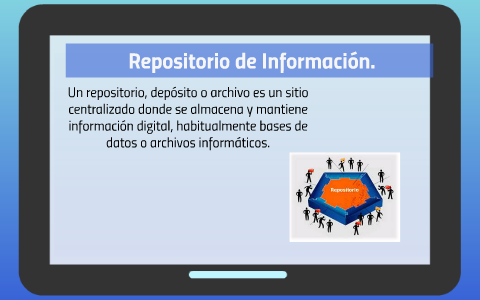 Repositorio de Información.
Un repositorio, depósito o archivo es un sitio
centralizado donde se almacena y mantiene
información digital, habitualmente bases de
datos o archivos informáticos.
Repositorio